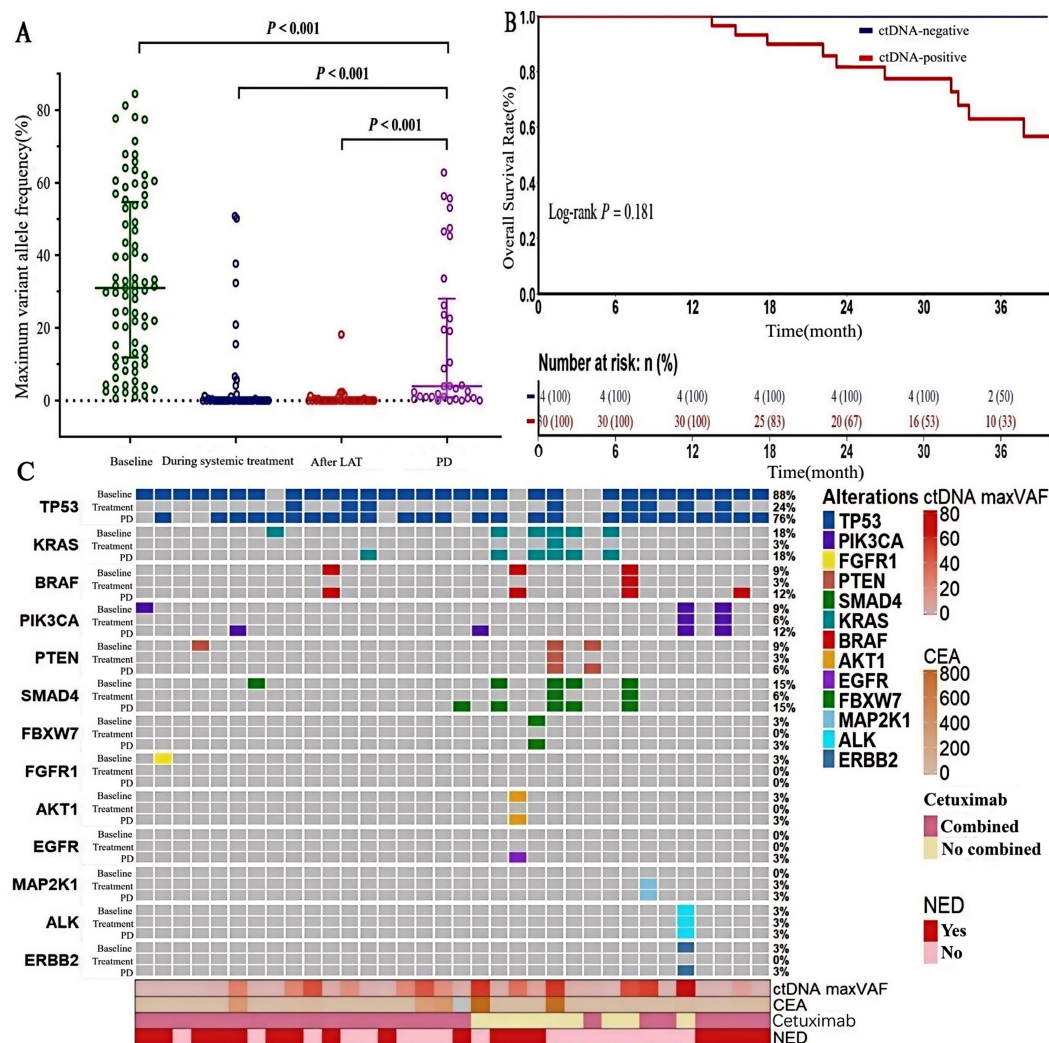 A
P < 0.001
P < 0.001
P < 0.001
Maximum variant allele frequency(%)
80
60
40
20
0
Baseline
During systemic treatment
After LAT
PD
B
ctDNA-negative
ctDNA-positive
Overall Survival Rate(%)
1.0
0.8
0.6
0.4
0.2
0.0
Log-rank P = 0.181
0 6 12 18 24 30 36
Time(month)
Number at risk: n (%)
4 (100) 4 (100) 4 (100) 4 (100) 4 (100) 4 (100) 2 (50)
30 (100) 30 (100) 30 (100) 25 (83) 20 (67) 16 (53) 10 (33)
0 6 12 18 24 30 36
Time(month)
C
TP53
Baseline 88%
Treatment 24%
PD 76%
KRAS
Baseline 18%
Treatment 3%
PD 18%
BRAF
Baseline 9%
Treatment 3%
PD 12%
PIK3CA
Baseline 9%
Treatment 6%
PD 12%
PTEN
Baseline 9%
Treatment 3%
PD 6%
SMAD4
Baseline 15%
Treatment 6%
PD 15%
FBXW7
Baseline 3%
Treatment 0%
PD 3%
FGFR1
Baseline 3%
Treatment 0%
PD 0%
AKT1
Baseline 3%
Treatment 0%
PD 3%
EGFR
Baseline 0%
Treatment 0%
PD 3%
MAP2K1
Baseline 0%
Treatment 3%
PD 3%
ALK
Baseline 3%
Treatment 3%
PD 3%
ERBB2
Baseline 3%
Treatment 0%
PD 3%
ctDNA maxVAF
CEA
Cetuximab
NED
Alterations
TP53
PIK3CA
FGFR1
PTEN
SMAD4
KRAS
BRAF
AKT1
EGFR
FBXW7
MAP2K1
ALK
ERBB2
ctDNA maxVAF
80
60
40
20
0
CEA
800
600
400
200
0
Cetuximab
Combined
No combined
NED
Yes
No